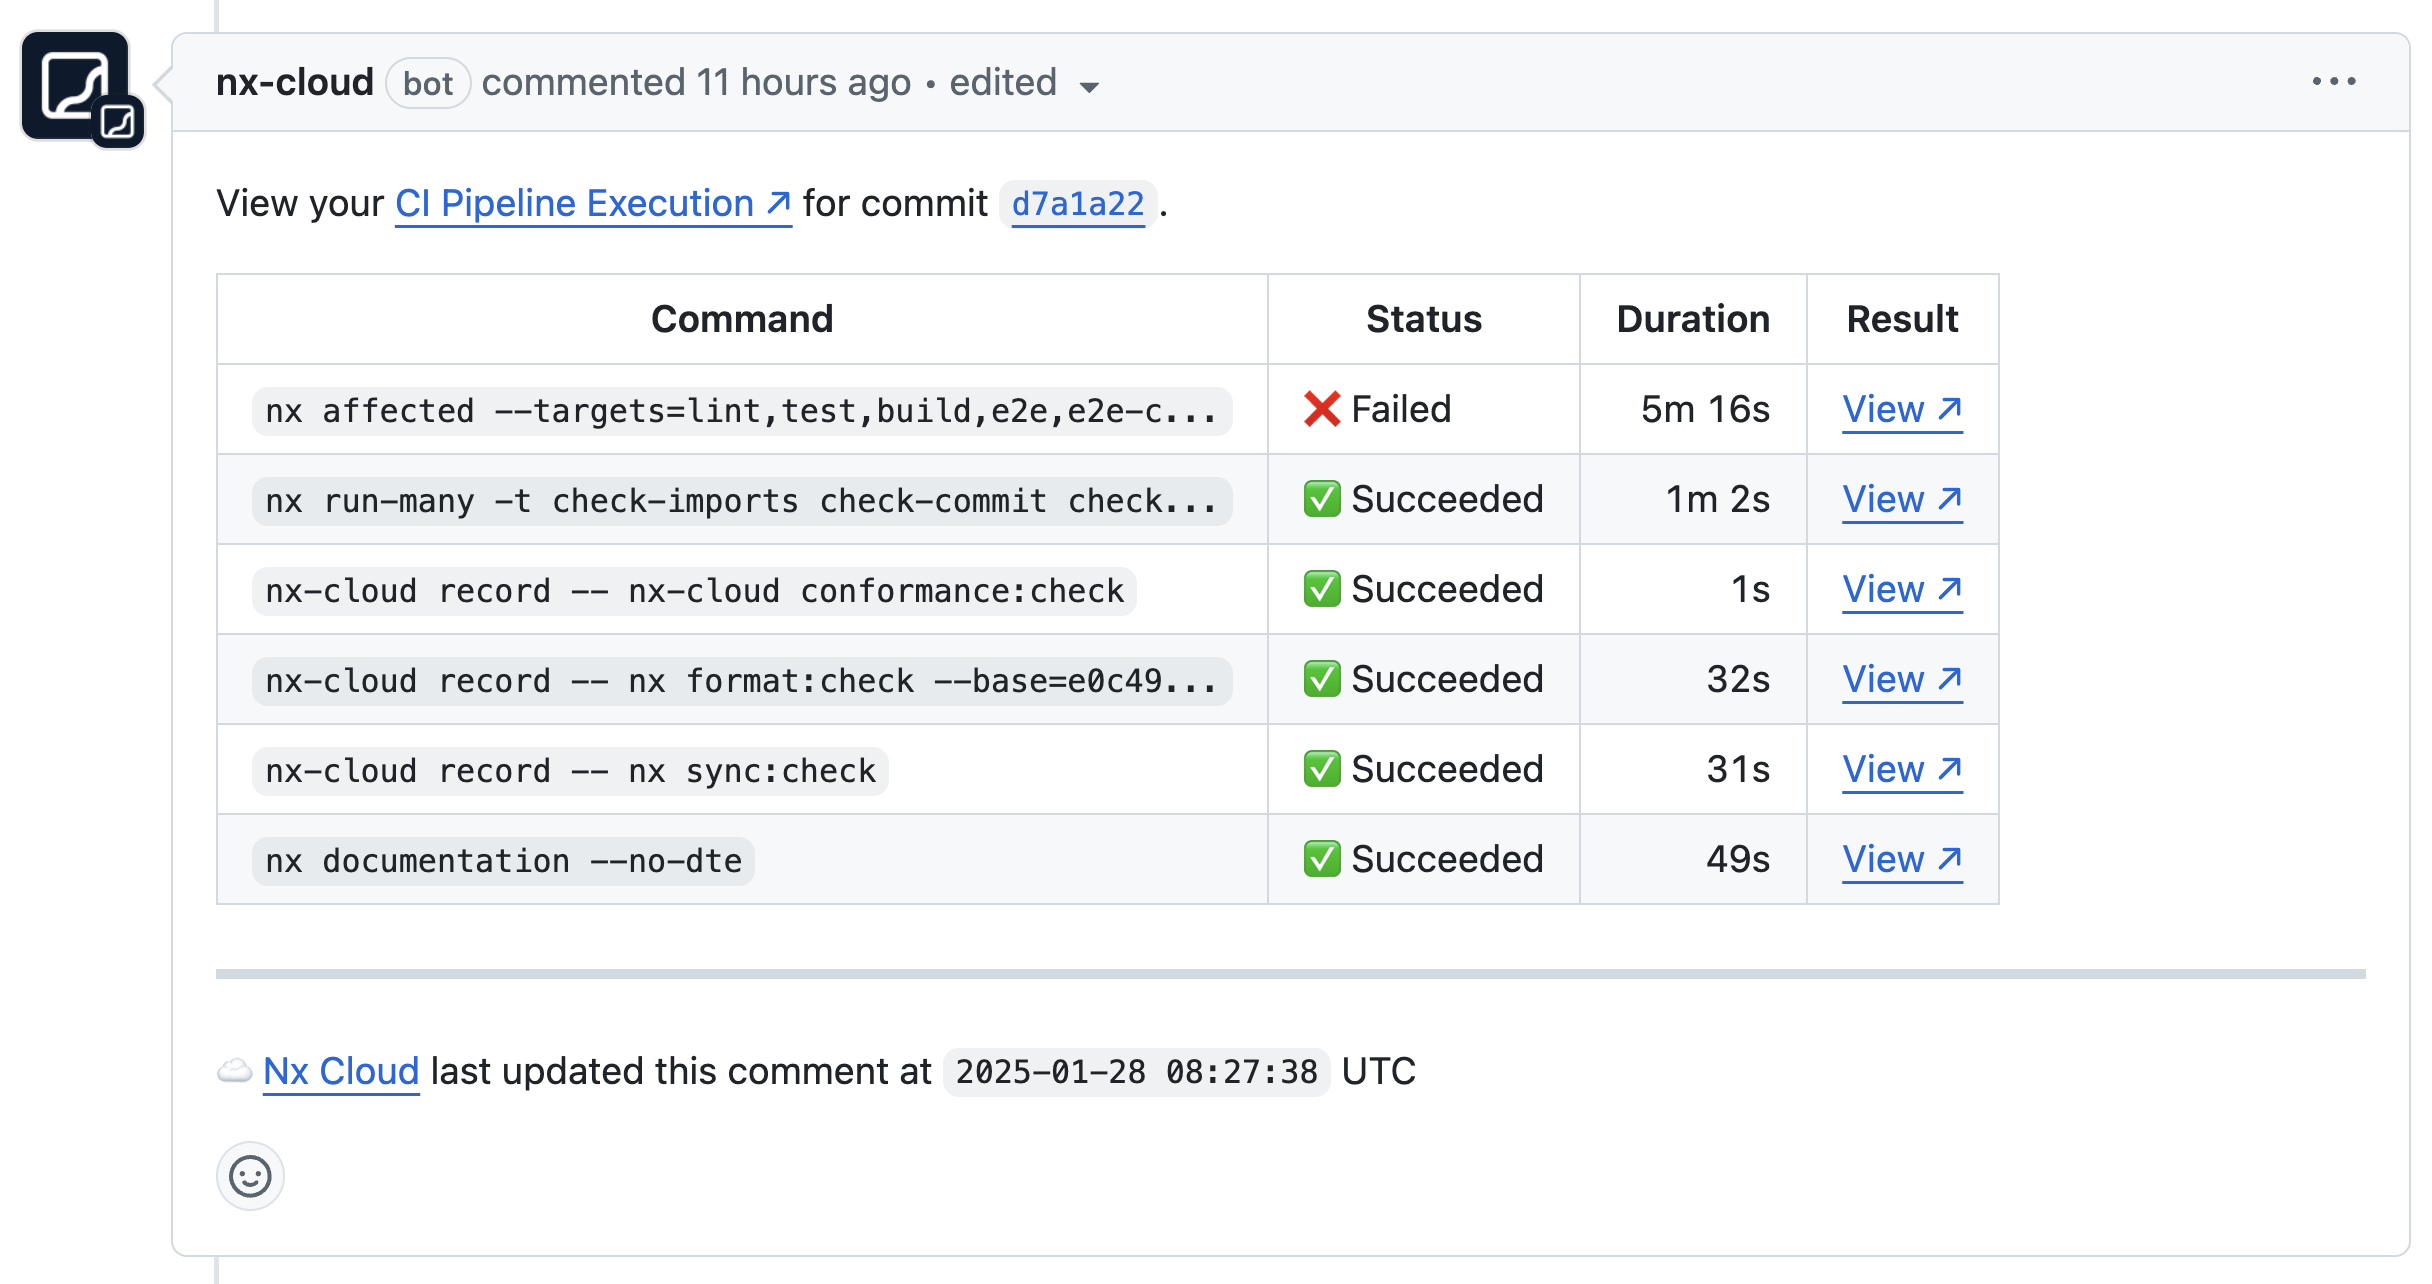 nx-cloud bot commented 11 hours ago • edited
View your CI Pipeline Execution ↗ for commit d7a1a22.
Command Status Duration Result
nx affected --targets=lint,test,build,e2e,e2e-c... ❌ Failed 5m 16s View ↗
nx run-many -t check-imports check-commit check... ✅ Succeeded 1m 2s View ↗
nx-cloud record -- nx-cloud conformance:check ✅ Succeeded 1s View ↗
nx-cloud record -- nx format:check --base=e0c49... ✅ Succeeded 32s View ↗
nx-cloud record -- nx sync:check ✅ Succeeded 31s View ↗
nx documentation --no-dte ✅ Succeeded 49s View ↗
☁️ Nx Cloud last updated this comment at 2025-01-28 08:27:38 UTC